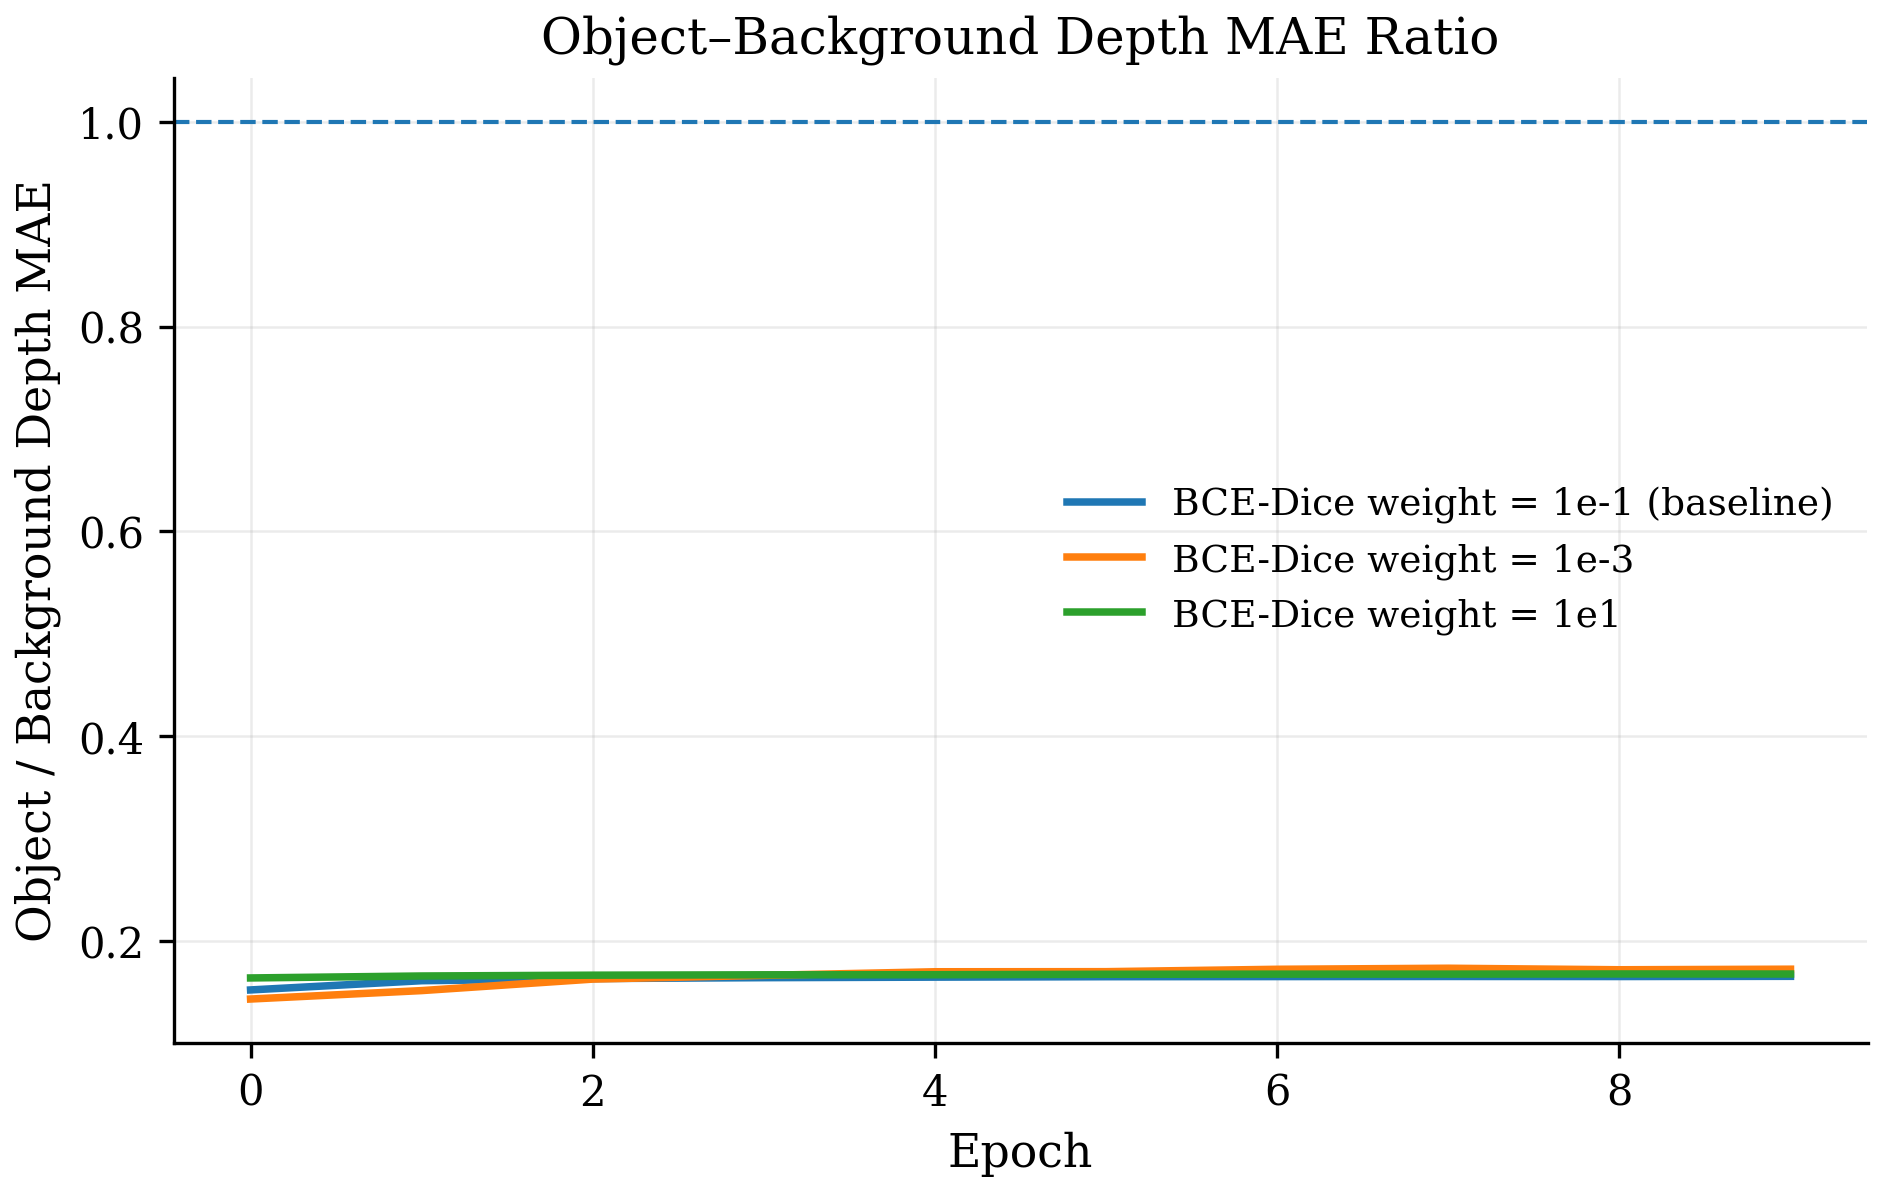 Object–Background Depth MAE Ratio
Object / Background Depth MAE
1.0
0.8
0.6
0.4
0.2
BCE-Dice weight = 1e-1 (baseline)
BCE-Dice weight = 1e-3
BCE-Dice weight = 1e1
0 2 4 6 8
Epoch